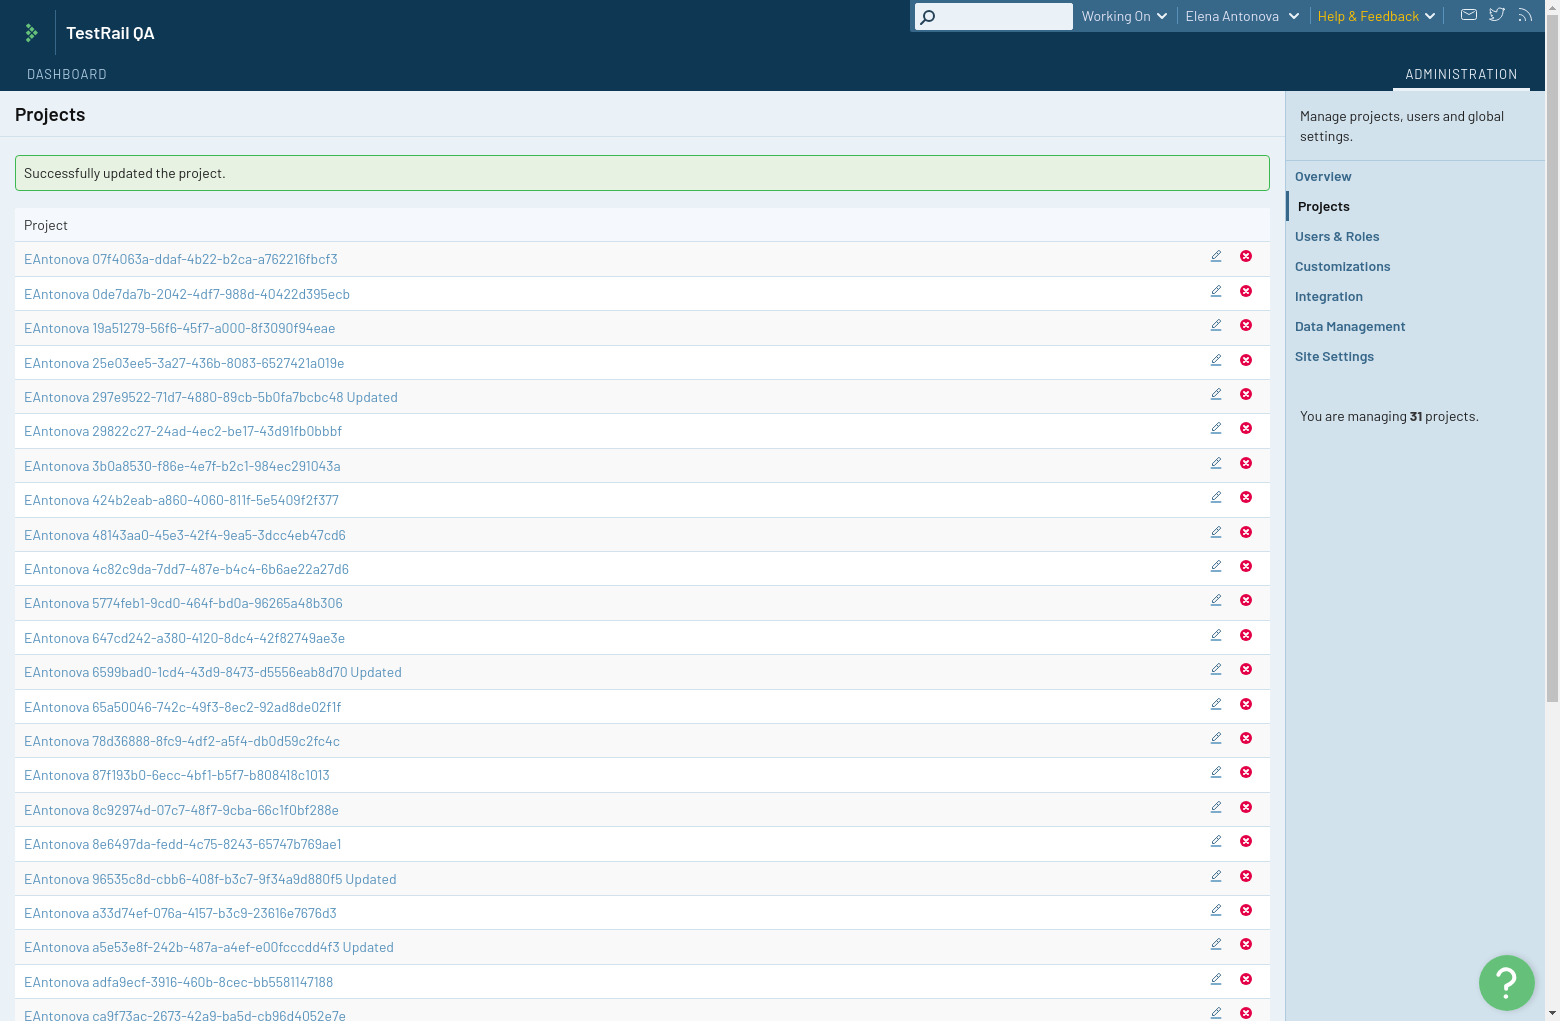 TestRail QA
Working On
Elena Antonova
Help & Feedback
DASHBOARD
ADMINISTRATION
Projects
Successfully updated the project.
Project
EAntonova 07f4063a-ddaf-4b22-b2ca-a762216fbcf3
EAntonova 0de7da7b-2042-4df7-988d-40422d395ecb
EAntonova 19a51279-56f6-45f7-a000-8f3090f94eae
EAntonova 25e03ee5-3a27-436b-8083-6527421a019e
EAntonova 297e9522-71d7-4880-89cb-5b0fa7bcbc48 Updated
EAntonova 29822c27-24ad-4ec2-be17-43d91fb0bbbf
EAntonova 3b0a8530-f86e-4e7f-b2c1-984ec291043a
EAntonova 424b2eab-a860-4060-811f-5e5409f2f377
EAntonova 48143aa0-45e3-42f4-9ea5-3dcc4eb47cd6
EAntonova 4c82c9da-7dd7-487e-b4c4-6b6ae22a27d6
EAntonova 5774feb1-9cd0-464f-bd0a-96265a48b306
EAntonova 647cd242-a380-4120-8dc4-42f82749ae3e
EAntonova 6599bad0-1cd4-43d9-8473-d5556eab8d70 Updated
EAntonova 65a50046-742c-49f3-8ec2-92ad8de02f1f
EAntonova 78d36888-8fc9-4df2-a5f4-db0d59c2fc4c
EAntonova 87f193b0-6ecc-4bf1-b5f7-b808418c1013
EAntonova 8c92974d-07c7-48f7-9cba-66c1f0bf288e
EAntonova 8e6497da-fedd-4c75-8243-65747b769ae1
EAntonova 96535c8d-cbb6-408f-b3c7-9f34a9d880f5 Updated
EAntonova a33d74ef-076a-4157-b3c9-23616e7676d3
EAntonova a5e53e8f-242b-487a-a4ef-e00fcccdd4f3 Updated
EAntonova adfa9ecf-3916-460b-8cec-bb5581147188
EAntonova ca9f73ac-2673-42a9-ba5d-cb96d4052e7e
Manage projects, users and global
settings.
Overview
Projects
Users & Roles
Customizations
Integration
Data Management
Site Settings
You are managing 31 projects.
?